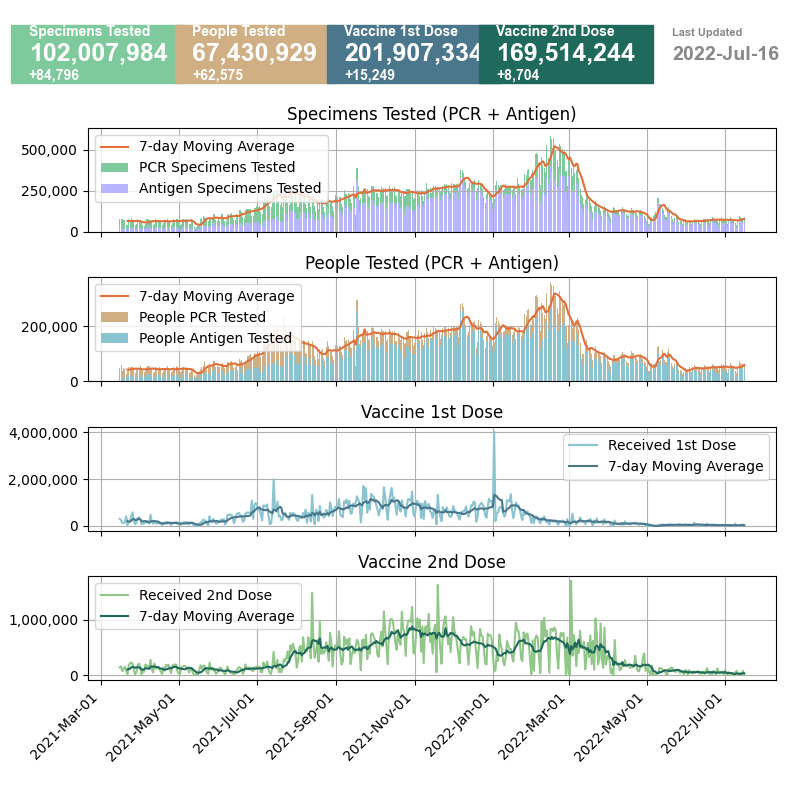 Specimens Tested
102,007,984
+84,796
People Tested
67,430,929
+62,575
Vaccine 1st Dose
201,907,334
+15,249
Vaccine 2nd Dose
169,514,244
+8,704
Last Updated
2022-Jul-16
Specimens Tested (PCR + Antigen)
7-day Moving Average
PCR Specimens Tested
Antigen Specimens Tested
500,000
250,000
0
People Tested (PCR + Antigen)
7-day Moving Average
People PCR Tested
People Antigen Tested
200,000
0
Vaccine 1st Dose
Received 1st Dose
7-day Moving Average
4,000,000
2,000,000
0
Vaccine 2nd Dose
Received 2nd Dose
7-day Moving Average
1,000,000
0
2021-Mar-01
2021-May-01
2021-Jul-01
2021-Sep-01
2021-Nov-01
2022-Jan-01
2022-Mar-01
2022-May-01
2022-Jul-01